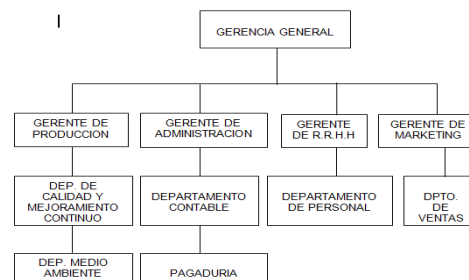 GERENCIA GENERAL
GERENTE DE
PRODUCCION
GERENTE DE
ADMINISTRACION
GERENTE
DE R.R.H.H
GERENTE DE
MARKETING
DEP. DE
CALIDAD Y
MEJORAMIENTO
CONTINUO
DEPARTAMENTO
CONTABLE
DEPARTAMENTO
DE PERSONAL
DPTO.
DE
VENTAS
DEP. MEDIO
AMBIENTE
PAGADURIA